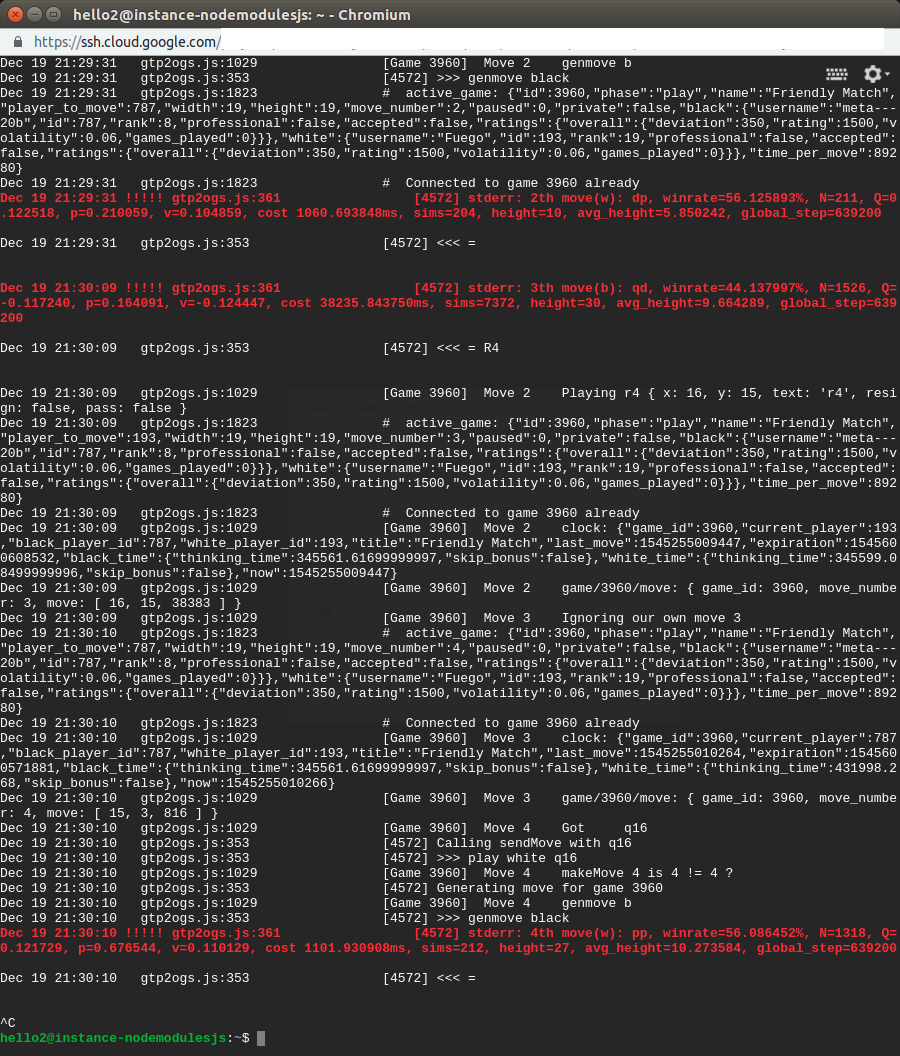 hello2@instance-nodemodulesjs: ~ - Chromium
https://ssh.cloud.google.com/
Dec 19 21:29:31   gtp2ogs.js:1029                [Game 3960]  Move 2    genmove b
Dec 19 21:29:31   gtp2ogs.js:353                 [4572] >>> genmove black
Dec 19 21:29:31   gtp2ogs.js:1823                #  active_game: {"id":3960,"phase":"play","name":"Friendly Match",
"player_to_move":787,"width":19,"height":19,"move_number":2,"paused":0,"private":false,"black":{"username":"meta---
20b","id":787,"rank":8,"professional":false,"accepted":false,"ratings":{"overall":{"deviation":350,"rating":1500,"v
olatility":0.06,"games_played":0}}},"white":{"username":"Fuego","id":193,"rank":19,"professional":false,"accepted":
false,"ratings":{"overall":{"deviation":350,"rating":1500,"volatility":0.06,"games_played":0}}},"time_per_move":892
80}
Dec 19 21:29:31   gtp2ogs.js:1823                #  Connected to game 3960 already
Dec 19 21:29:31 !!!!! gtp2ogs.js:361                 [4572] stderr: 2th move(w): dp, winrate=56.125893%, N=211, Q=0
.122518, p=0.210059, v=0.104859, cost 1060.693848ms, sims=204, height=10, avg_height=5.850242, global_step=639200
Dec 19 21:29:31   gtp2ogs.js:353                 [4572] <<< =
Dec 19 21:30:09 !!!!! gtp2ogs.js:361                 [4572] stderr: 3th move(b): qd, winrate=44.137997%, N=1526, Q=
-0.117240, p=0.164091, v=-0.124447, cost 38235.843750ms, sims=7372, height=30, avg_height=9.664289, global_step=639
200
Dec 19 21:30:09   gtp2ogs.js:353                 [4572] <<< = R4
Dec 19 21:30:09   gtp2ogs.js:1029                [Game 3960]  Move 2    Playing r4 { x: 16, y: 15, text: 'r4', resi
gn: false, pass: false }
Dec 19 21:30:09   gtp2ogs.js:1823                #  active_game: {"id":3960,"phase":"play","name":"Friendly Match",
"player_to_move":193,"width":19,"height":19,"move_number":3,"paused":0,"private":false,"black":{"username":"meta---
20b","id":787,"rank":8,"professional":false,"accepted":false,"ratings":{"overall":{"deviation":350,"rating":1500,"v
olatility":0.06,"games_played":0}}},"white":{"username":"Fuego","id":193,"rank":19,"professional":false,"accepted":
false,"ratings":{"overall":{"deviation":350,"rating":1500,"volatility":0.06,"games_played":0}}},"time_per_move":892
80}
Dec 19 21:30:09   gtp2ogs.js:1823                #  Connected to game 3960 already
Dec 19 21:30:09   gtp2ogs.js:1029                [Game 3960]  Move 2    clock: {"game_id":3960,"current_player":193
,"black_player_id":787,"white_player_id":193,"title":"Friendly Match","last_move":1545255009447,"expiration":154560
0608532,"black_time":{"thinking_time":345561.61699999997,"skip_bonus":false},"white_time":{"thinking_time":345599.0
8499999996,"skip_bonus":false},"now":1545255009447}
Dec 19 21:30:09   gtp2ogs.js:1029                [Game 3960]  Move 2    game/3960/move: { game_id: 3960, move_numbe
r: 3, move: [ 16, 15, 38383 ] }
Dec 19 21:30:09   gtp2ogs.js:1029                [Game 3960]  Move 3    Ignoring our own move 3
Dec 19 21:30:10   gtp2ogs.js:1823                #  active_game: {"id":3960,"phase":"play","name":"Friendly Match",
"player_to_move":787,"width":19,"height":19,"move_number":4,"paused":0,"private":false,"black":{"username":"meta---
20b","id":787,"rank":8,"professional":false,"accepted":false,"ratings":{"overall":{"deviation":350,"rating":1500,"v
olatility":0.06,"games_played":0}}},"white":{"username":"Fuego","id":193,"rank":19,"professional":false,"accepted":
false,"ratings":{"overall":{"deviation":350,"rating":1500,"volatility":0.06,"games_played":0}}},"time_per_move":892
80}
Dec 19 21:30:10   gtp2ogs.js:1823                #  Connected to game 3960 already
Dec 19 21:30:10   gtp2ogs.js:1029                [Game 3960]  Move 3    clock: {"game_id":3960,"current_player":787
,"black_player_id":787,"white_player_id":193,"title":"Friendly Match","last_move":1545255010264,"expiration":154560
0571881,"black_time":{"thinking_time":345561.61699999997,"skip_bonus":false},"white_time":{"thinking_time":431998.2
68,"skip_bonus":false},"now":1545255010266}
Dec 19 21:30:10   gtp2ogs.js:1029                [Game 3960]  Move 3    game/3960/move: { game_id: 3960, move_numbe
r: 4, move: [ 15, 3, 816 ] }
Dec 19 21:30:10   gtp2ogs.js:1029                [Game 3960]  Move 4    Got     q16
Dec 19 21:30:10   gtp2ogs.js:353                 [4572] Calling sendMove with q16
Dec 19 21:30:10   gtp2ogs.js:353                 [4572] >>> play white q16
Dec 19 21:30:10   gtp2ogs.js:1029                [Game 3960]  Move 4    makeMove 4 is 4 != 4 ?
Dec 19 21:30:10   gtp2ogs.js:353                 [4572] Generating move for game 3960
Dec 19 21:30:10   gtp2ogs.js:1029                [Game 3960]  Move 4    genmove b
Dec 19 21:30:10   gtp2ogs.js:353                 [4572] >>> genmove black
Dec 19 21:30:10 !!!!! gtp2ogs.js:361                 [4572] stderr: 4th move(w): pp, winrate=56.086452%, N=1318, Q=
0.121729, p=0.676544, v=0.110129, cost 1101.930908ms, sims=212, height=27, avg_height=10.273584, global_step=639200
Dec 19 21:30:10   gtp2ogs.js:353                 [4572] <<< =
^C
hello2@instance-nodemodulesjs:~$